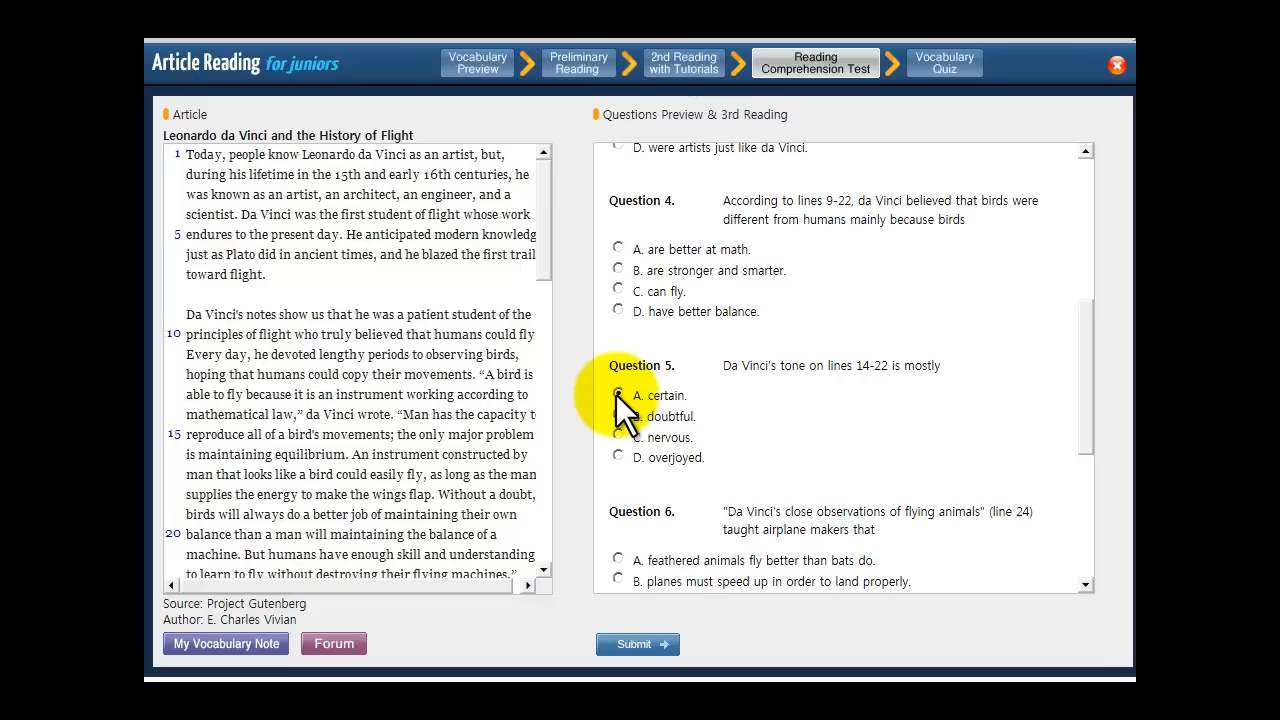 Article Reading for juniors
Vocabulary Preview
Preliminary Reading
2nd Reading with Tutorials
Reading Comprehension Test
Vocabulary Quiz
Article
Leonardo da Vinci and the History of Flight
1 Today, people know Leonardo da Vinci as an artist, but,
during his lifetime in the 15th and early 16th centuries, he
was known as an artist, an architect, an engineer, and a
scientist. Da Vinci was the first student of flight whose work
5 endures to the present day. He anticipated modern knowledg
just as Plato did in ancient times, and he blazed the first trail
toward flight.
Da Vinci's notes show us that he was a patient student of the
10 principles of flight who truly believed that humans could fly
Every day, he devoted lengthy periods to observing birds,
hoping that humans could copy their movements. “A bird is
able to fly because it is an instrument working according to
mathematical law,” da Vinci wrote. “Man has the capacity to
15 reproduce all of a bird's movements; the only major problem
is maintaining equilibrium. An instrument constructed by
man that looks like a bird could easily fly, as long as the man
supplies the energy to make the wings flap. Without a doubt,
birds will always do a better job of maintaining their own
20 balance than a man will maintaining the balance of a
machine. But humans have enough skill and understanding
to learn to fly without destroying their flying machines.”
Source: Project Gutenberg
Author: E. Charles Vivian
My Vocabulary Note
Forum
Questions Preview & 3rd Reading
D. were artists just like da Vinci.
Question 4. According to lines 9-22, da Vinci believed that birds were
different from humans mainly because birds
A. are better at math.
B. are stronger and smarter.
C. can fly.
D. have better balance.
Question 5. Da Vinci's tone on lines 14-22 is mostly
A. certain.
B. doubtful.
C. nervous.
D. overjoyed.
Question 6. "Da Vinci's close observations of flying animals" (line 24)
taught airplane makers that
A. feathered animals fly better than bats do.
B. planes must speed up in order to land properly.
Submit